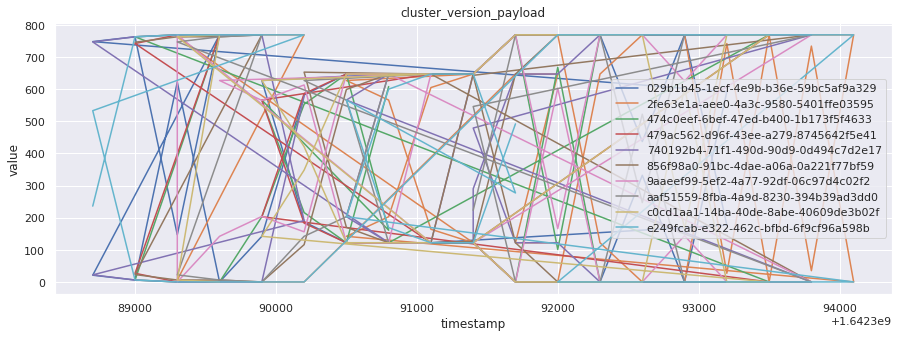 cluster_version_payload
value
800
700
600
500
400
300
200
100
0
029b1b45-1ecf-4e9b-b36e-59bc5af9a329
2fe63e1a-aee0-4a3c-9580-5401ffe03595
474c0eef-6bef-47ed-b400-1b173f5f4633
479ac562-d96f-43ee-a279-8745642f5e41
740192b4-71f1-490d-90d9-0d494c7d2e17
856f98a0-91bc-4dae-a06a-0a221f77bf59
9aaeef99-5ef2-4a77-92df-06c97d4c02f2
aaf51559-8fba-4a9d-8230-394b39ad3dd0
c0cd1aa1-14ba-40de-8abe-40609de3b02f
e249fcab-e322-462c-bfbd-6f9cf96a598b
89000 90000 91000 92000 93000 94000
timestamp
+1.6423e9